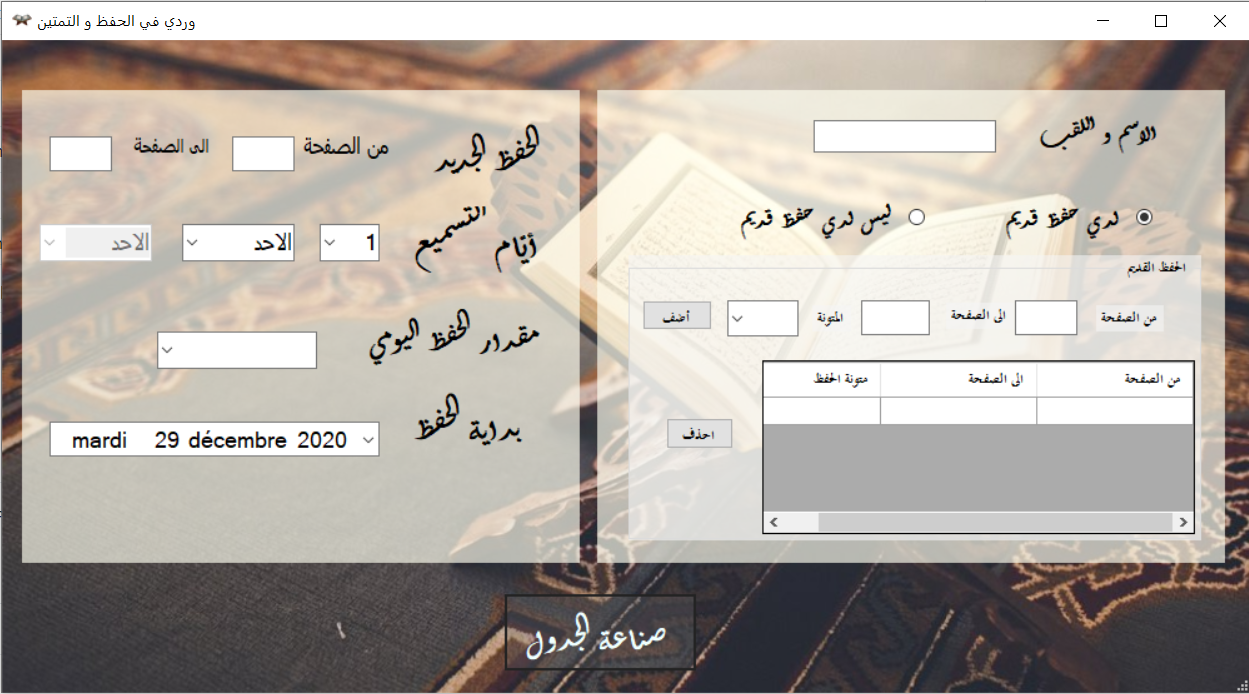 وردي في الحفظ و التمتين
الاسم و اللقب
لدي حفظ قديم
ليس لدي حفظ قديم
الحفظ القديم
من الصفحة
الى الصفحة
المتونة
أضف
من الصفحة
الى الصفحة
متونة الحفظ
احذف
الحفظ الجديد
من الصفحة
الى الصفحة
أيّام التسميع
1
الاحد
الاحد
مقدار الحفظ اليومي
بداية الحفظ
mardi 29 décembre 2020
صناعة الجدول